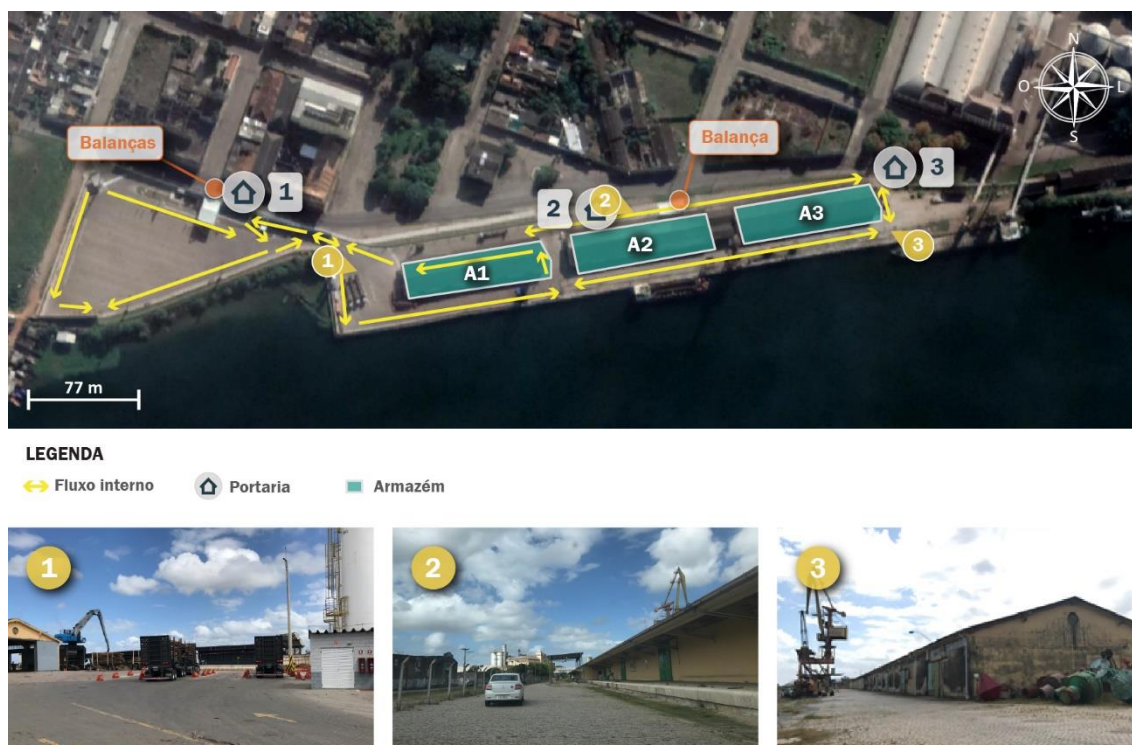 N
O
L
S
Balanças
1
Balança
3
2
2
A3
A2
1
A1
3
77 m
LEGENDA
Fluxo interno
Portaria
Armazém
1
2
3